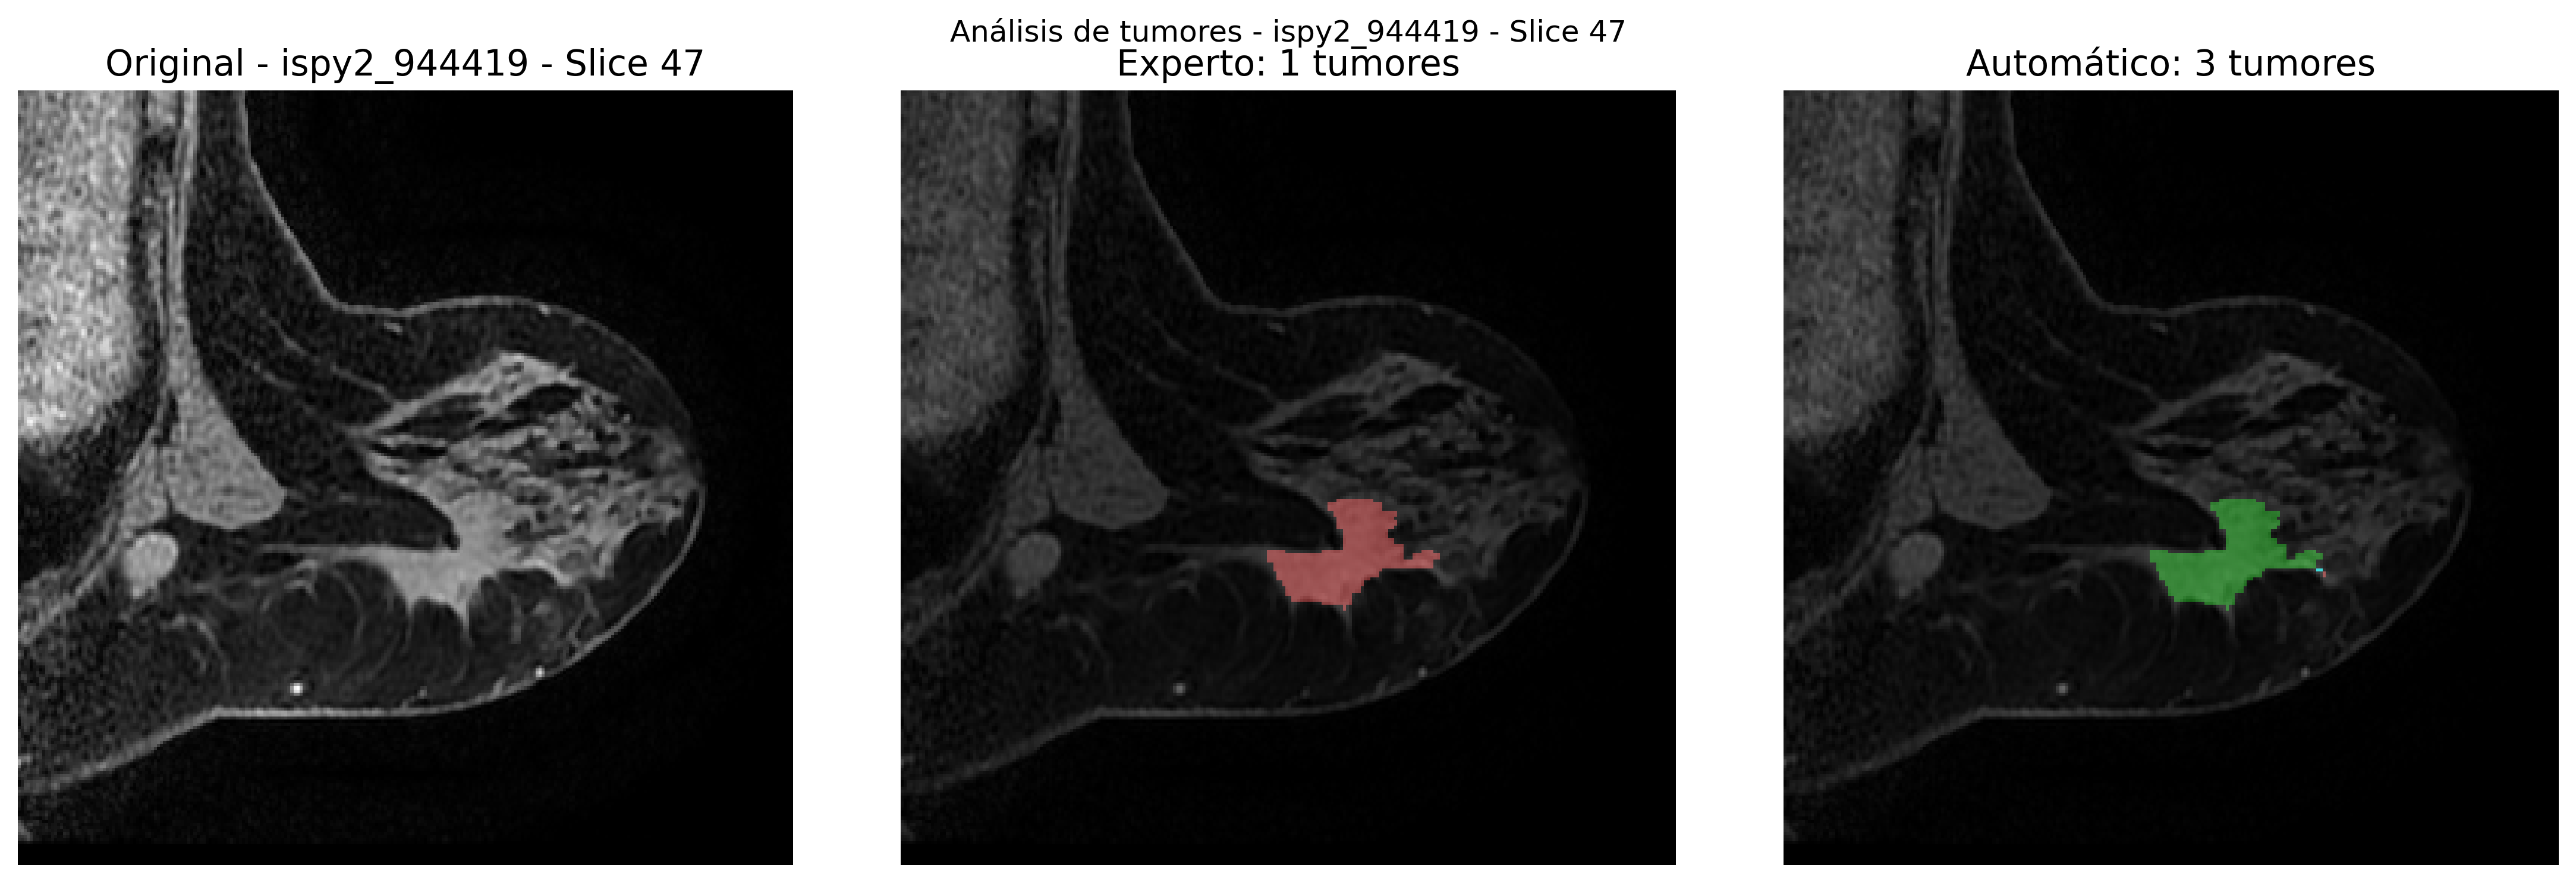 Análisis de tumores - ispy2_944419 - Slice 47
Original - ispy2_944419 - Slice 47
Experto: 1 tumores
Automático: 3 tumores